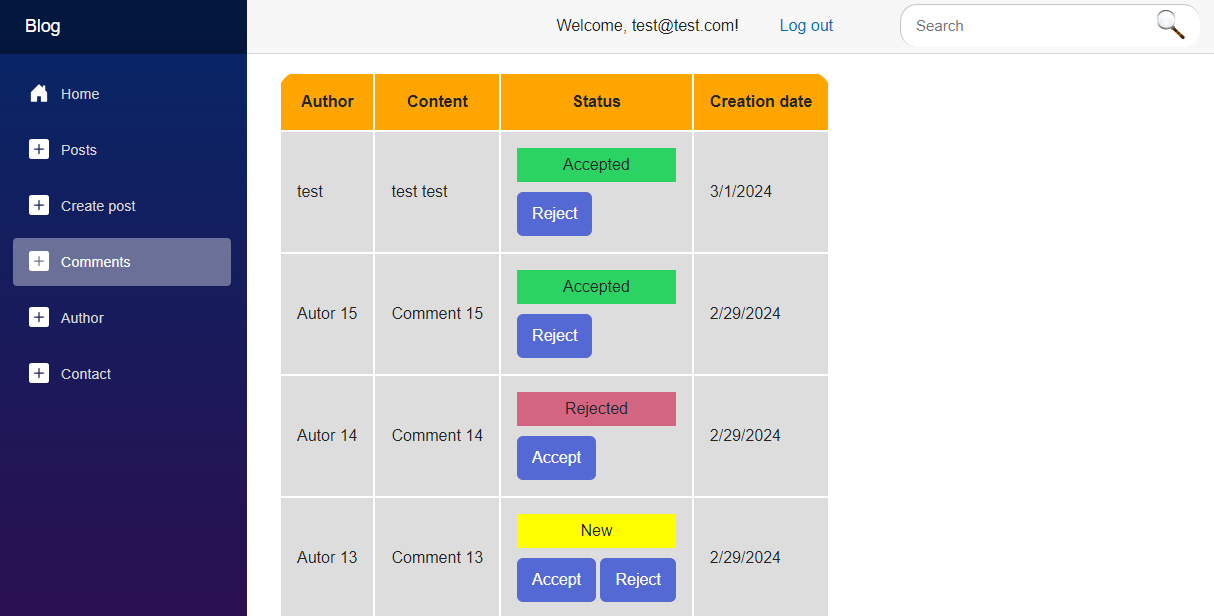 Blog
Welcome, test@test.com! Log out Search
Home
Posts
Create post
Comments
Author
Contact
Author Content Status Creation date
test test test Accepted 3/1/2024
Reject
Autor 15 Comment 15 Accepted 2/29/2024
Reject
Autor 14 Comment 14 Rejected 2/29/2024
Accept
Autor 13 Comment 13 New 2/29/2024
Accept Reject